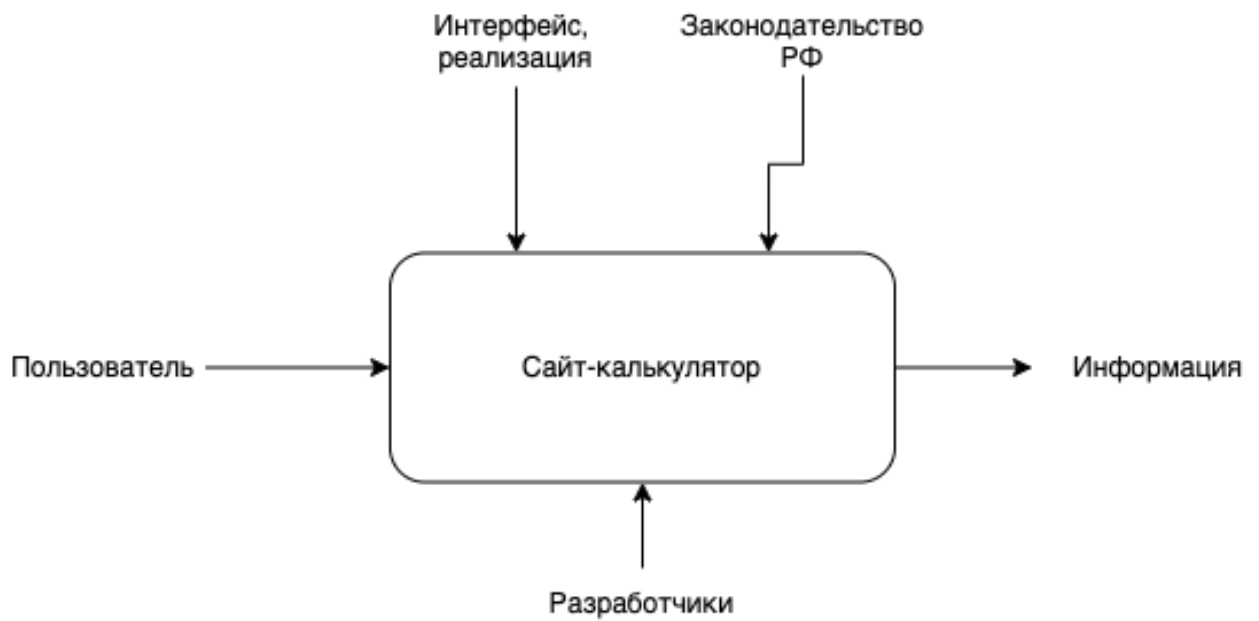 Интерфейс,
реализация
Законодательство
РФ
Пользователь
Сайт-калькулятор
Информация
Разработчики